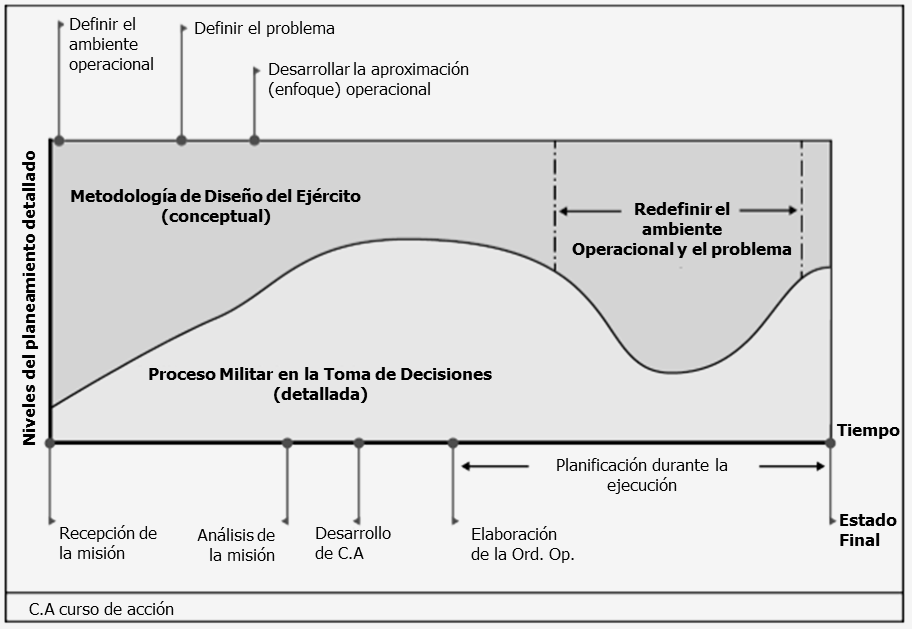 Definir el
ambiente
operacional
Definir el problema
Desarrollar la aproximación
(enfoque) operacional
Niveles del planeamiento detallado
Metodología de Diseño del Ejército
(conceptual)
Redefinir el
ambiente
Operacional y el problema
Proceso Militar en la Toma de Decisiones
(detallada)
Tiempo
Planificación durante la
ejecución
Recepción de
la misión
Análisis de
la misión
Desarrollo
de C.A
Elaboración
de la Ord. Op.
Estado
Final
C.A curso de acción